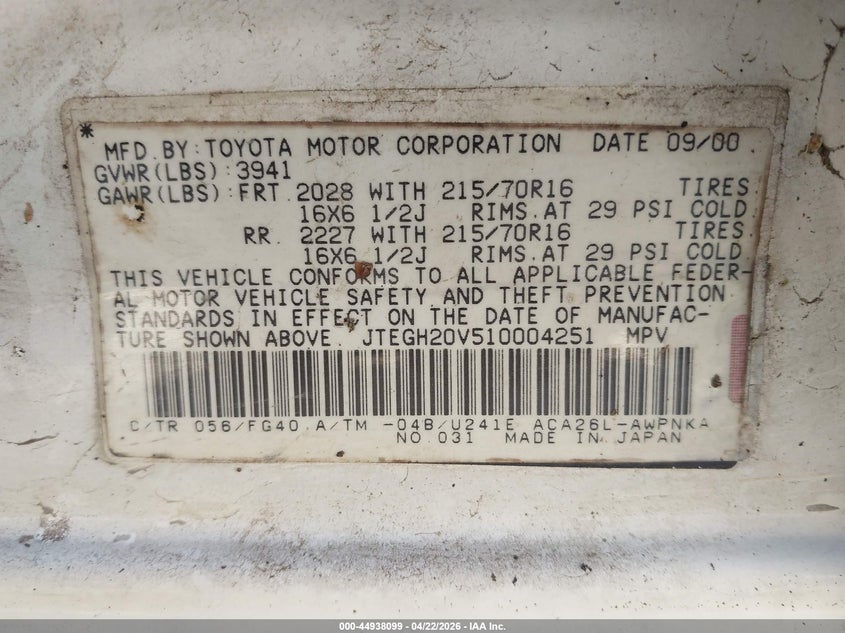 *
MFD BY: TOYOTA MOTOR CORPORATION DATE 09/00
GVWR(LBS): 3941
GAWR(LBS): FRT. 2028 WITH 215/70R16 TIRES
16X6 1/2J RIMS. AT 29 PSI COLD.
RR. 2227 WITH 215/70R16 TIRES
16X6 1/2J RIMS. AT 29 PSI COLD.
THIS VEHICLE CONFORMS TO ALL APPLICABLE FEDER-
AL MOTOR VEHICLE SAFETY AND THEFT PREVENTION
STANDARDS IN EFFECT ON THE DATE OF MANUFAC-
TURE SHOWN ABOVE. JTEGH20V510004251 MPV
C/TR 056/FG40 A/TM -04B/U241E ACA26L-AWPNKA
NO.031 MADE IN JAPAN
000-44938099 | 04/22/2026 | IAA Inc.